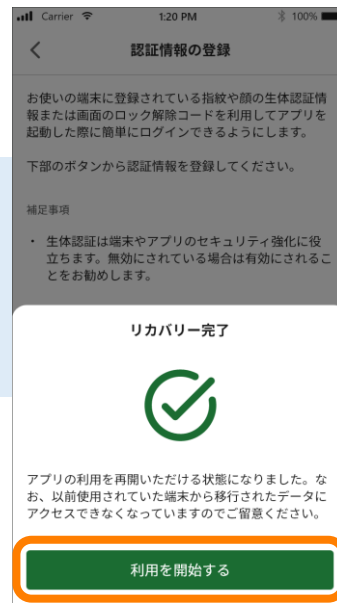 Carrier 1:20 PM 100%
認証情報の登録
お使いの端末に登録されている指紋や顔の生体認証情
報または画面のロック解除コードを利用してアプリを
起動した際に簡単にログインできるようにします。
下部のボタンから認証情報を登録してください。
補足事項
・ 生体認証は端末やアプリのセキュリティ強化に役
立ちます。無効にされている場合は有効にされるこ
とをお勧めします。
リカバリー完了
アプリの利用を再開いただける状態になりました。な
お、以前使用されていた端末から移行されたデータに
アクセスできなくなっていますのでご留意ください。
利用を開始する